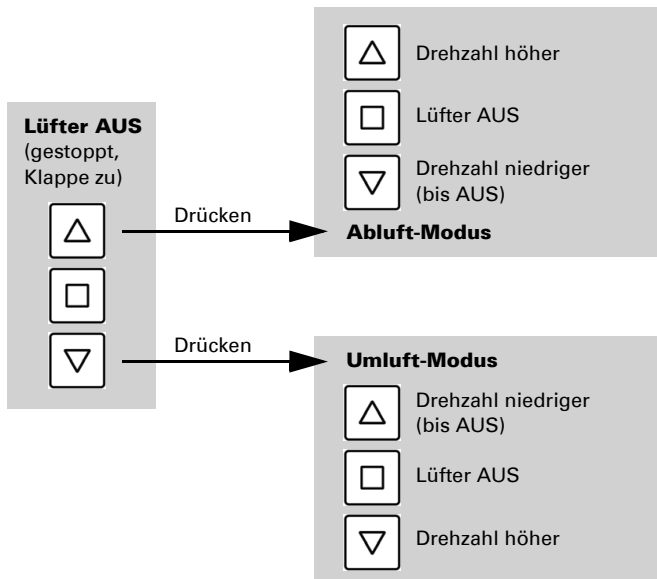 Lüfter AUS
(gestoppt,
Klappe zu)
Drücken
Drehzahl höher
Lüfter AUS
Drehzahl niedriger
(bis AUS)
Abluft-Modus
Drücken
Umluft-Modus
Drehzahl niedriger
(bis AUS)
Lüfter AUS
Drehzahl höher